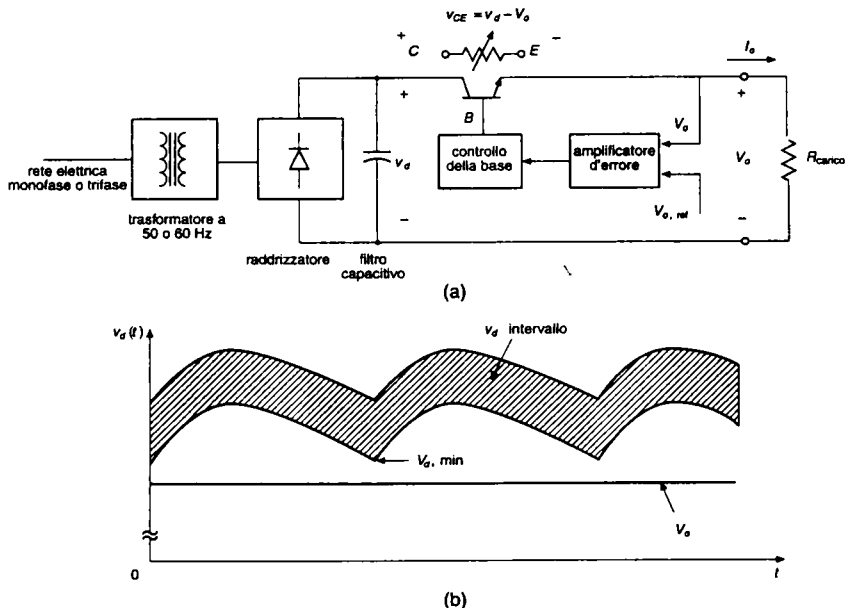 v_CE = v_d – V_o
+ C E –
I_o
+
B
+
v_d
–
controllo
della base
amplificatore
d'errore
V_o
V_o, ref
+
V_o
–
R_carico
rete elettrica
monofase o trifase
trasformatore a
50 o 60 Hz
raddrizzatore
filtro
capacitivo
(a)
v_d (t)
v_d intervallo
V_d, min
V_o
0
t
(b)